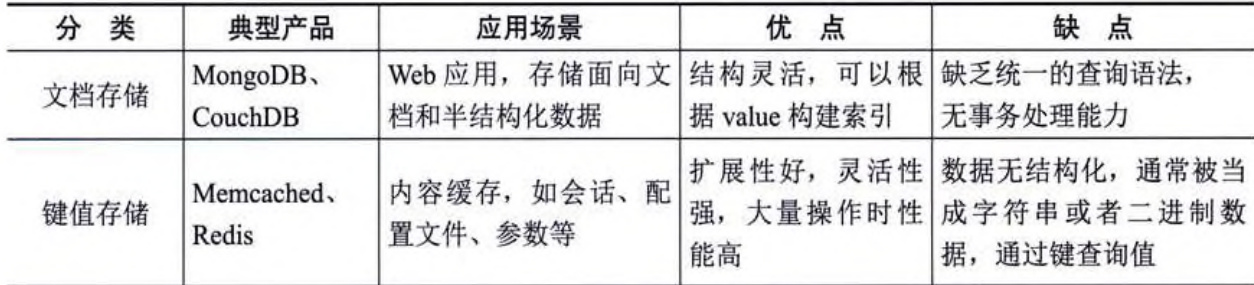 分 类 典型产品 应用场景 优 点 缺 点
文档存储
MongoDB、
CouchDB
Web 应用，存储面向文
档和半结构化数据
结构灵活，可以根
据 value 构建索引
缺乏统一的查询语法，
无事务处理能力
键值存储
Memcached、
Redis
内容缓存，如会话、配
置文件、参数等
扩展性好，灵活性
强，大量操作时性
能高
数据无结构化，通常被当
成字符串或者二进制数
据，通过键查询值